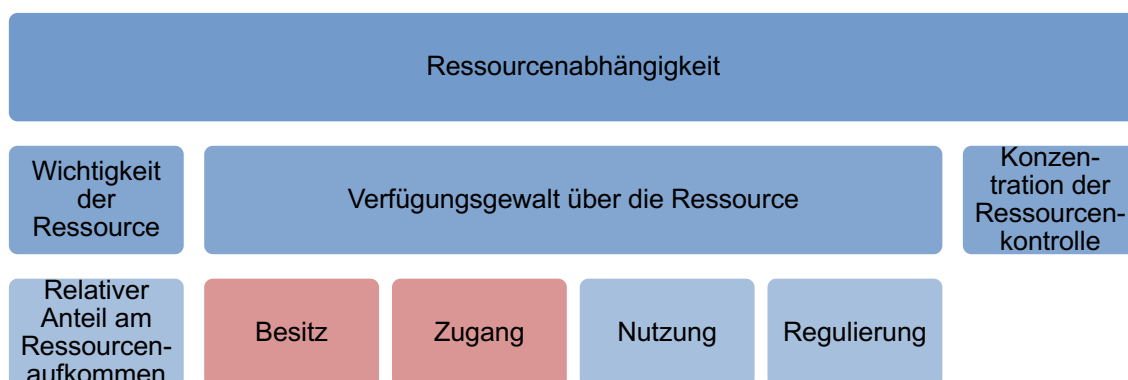 Ressourcenabhängigkeit
Wichtigkeit
der
Ressource
Verfügungsgewalt über die Ressource
Konzen-
tration der
Ressourcen-
kontrolle
Relativer
Anteil am
Ressourcen-
aufkommen
Besitz
Zugang
Nutzung
Regulierung